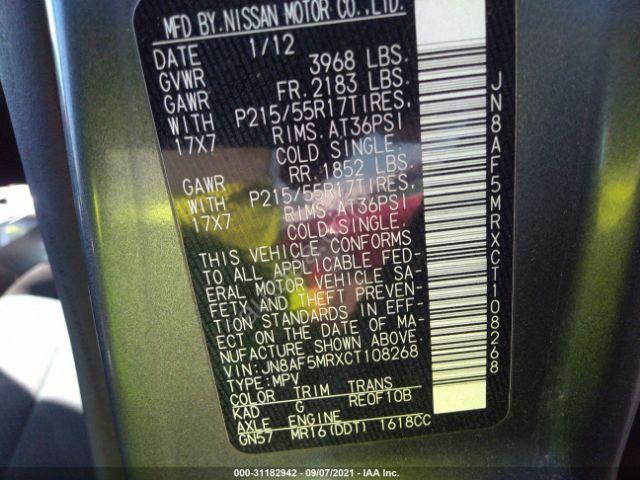 MFD BY.NISSAN MOTOR CO.,LTD.
DATE 1/12
GVWR 3968 LBS.
GAWR FR.2183 LBS.
WITH P215/55R17TIRES,
17X7 RIMS.AT36PSI
COLD SINGLE.
GAWR RR.1852 LBS.
WITH P215/55R17TIRES,
17X7 RIMS.AT36PSI
COLD SINGLE.
THIS VEHICLE CONFORMS
TO ALL APPLICABLE FED-
ERAL MOTOR VEHICLE SA-
FETY AND THEFT PREVEN-
TION STANDARDS IN EFF-
ECT ON THE DATE OF MA-
NUFACTURE SHOWN ABOVE.
VIN: JN8AF5MRXCT108268
TYPE: MPV
COLOR TRIM TRANS
KAD G REOF10B
AXLE ENGINE
GN57 MR16(DDT) 1618CC
JN8AF5MRXCT108268
000-31182942 - 09/07/2021 - IAA Inc.